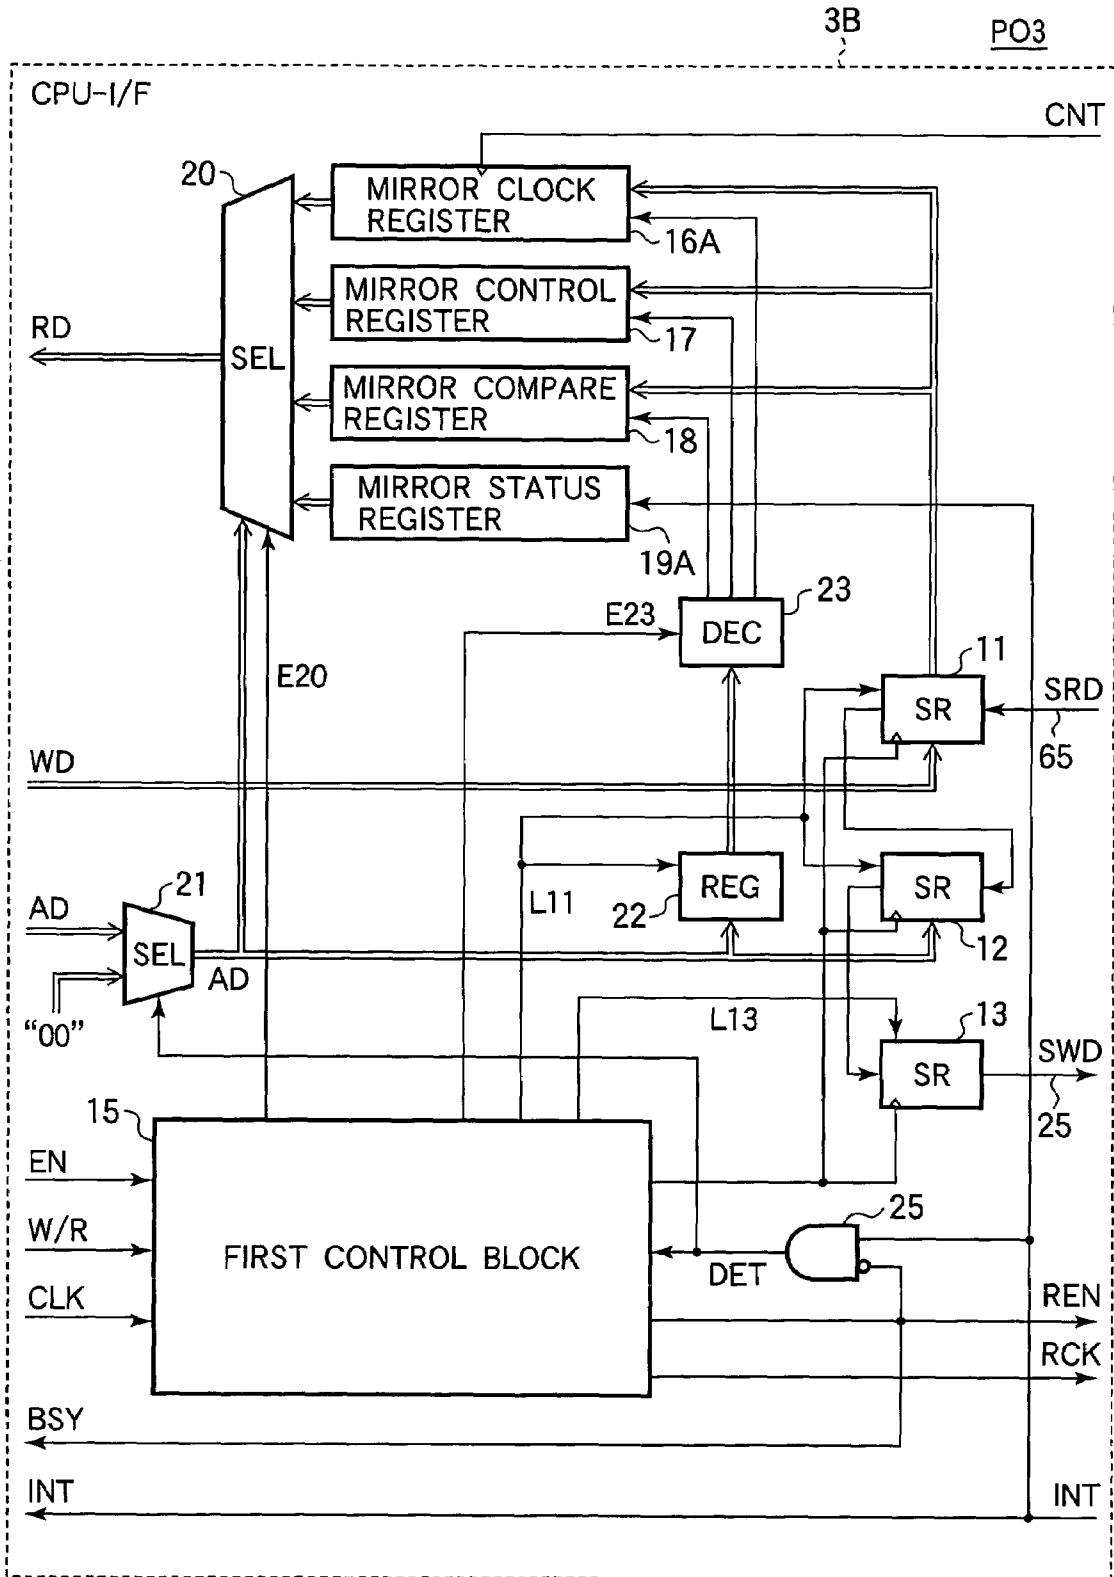 3B
PO3
CPU-I/F
CNT
20
MIRROR CLOCK
REGISTER
16A
MIRROR CONTROL
REGISTER
17
RD
SEL
MIRROR COMPARE
REGISTER
18
MIRROR STATUS
REGISTER
19A
23
E23
DEC
11
E20
SR
SRD
65
WD
21
AD
SEL
L11
REG
22
SR
12
AD
"00"
L13
13
SR
SWD
25
15
EN
W/R
FIRST CONTROL BLOCK
25
DET
CLK
REN
RCK
BSY
INT
INT